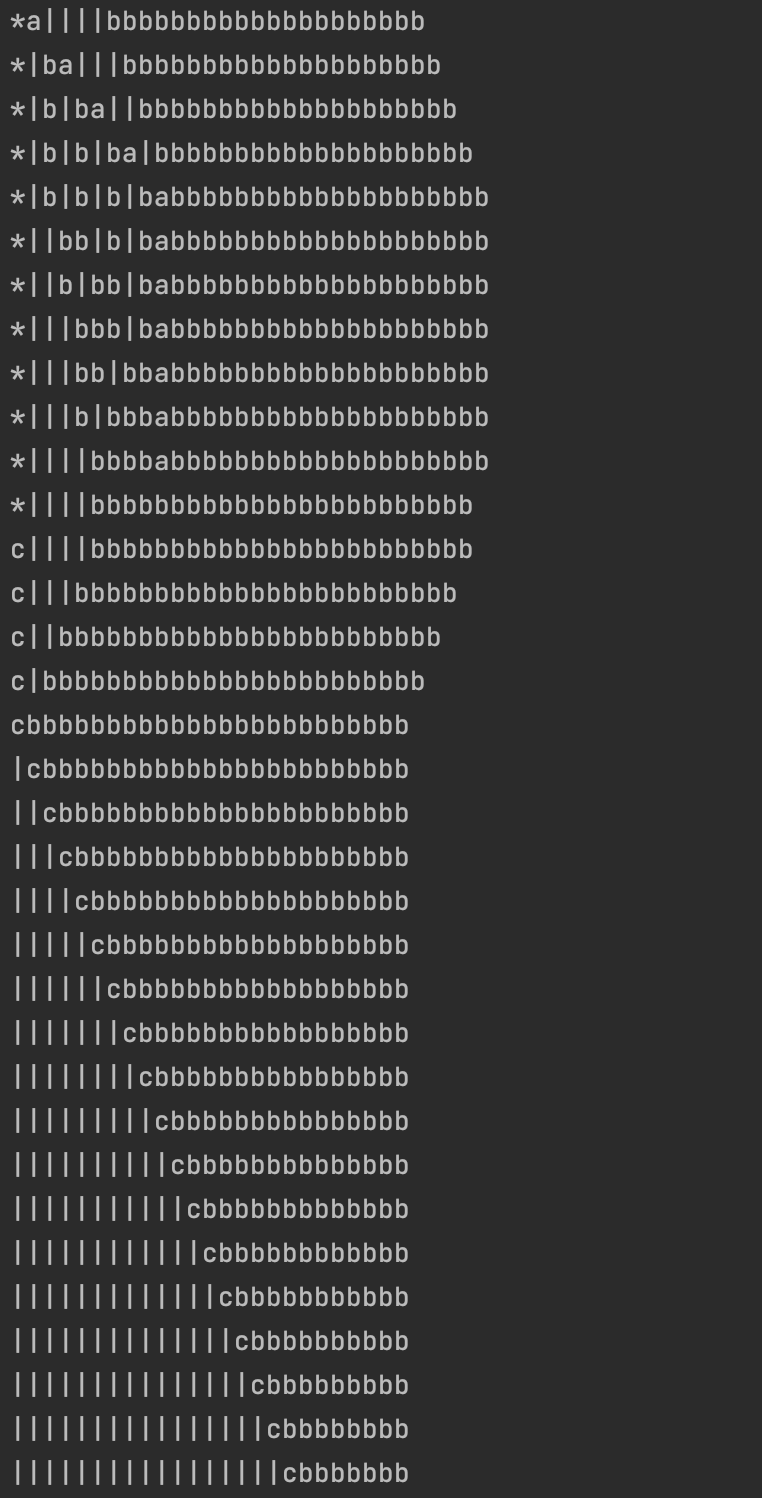 *a||||bbbbbbbbbbbbbbbbbbbb
*|ba|||bbbbbbbbbbbbbbbbbbbb
*|b|ba||bbbbbbbbbbbbbbbbbbbb
*|b|b|ba|bbbbbbbbbbbbbbbbbbbb
*|b|b|b|babbbbbbbbbbbbbbbbbbbb
*||bb|b|babbbbbbbbbbbbbbbbbbbb
*||b|bb|babbbbbbbbbbbbbbbbbbbb
*|||bbb|babbbbbbbbbbbbbbbbbbbb
*|||bb|bbabbbbbbbbbbbbbbbbbbbb
*|||b|bbbabbbbbbbbbbbbbbbbbbbb
*||||bbbbabbbbbbbbbbbbbbbbbbbb
*||||bbbbbbbbbbbbbbbbbbbbbbbb
c||||bbbbbbbbbbbbbbbbbbbbbbbb
c|||bbbbbbbbbbbbbbbbbbbbbbbb
c||bbbbbbbbbbbbbbbbbbbbbbbb
c|bbbbbbbbbbbbbbbbbbbbbbbb
cbbbbbbbbbbbbbbbbbbbbbbbb
|cbbbbbbbbbbbbbbbbbbbbbbb
||cbbbbbbbbbbbbbbbbbbbbbb
|||cbbbbbbbbbbbbbbbbbbbbb
||||cbbbbbbbbbbbbbbbbbbbb
|||||cbbbbbbbbbbbbbbbbbbb
||||||cbbbbbbbbbbbbbbbbbb
|||||||cbbbbbbbbbbbbbbbbb
||||||||cbbbbbbbbbbbbbbbb
|||||||||cbbbbbbbbbbbbbbb
||||||||||cbbbbbbbbbbbbbb
|||||||||||cbbbbbbbbbbbbb
||||||||||||cbbbbbbbbbbbb
|||||||||||||cbbbbbbbbbbb
||||||||||||||cbbbbbbbbbb
|||||||||||||||cbbbbbbbbb
||||||||||||||||cbbbbbbbb
|||||||||||||||||cbbbbbbb